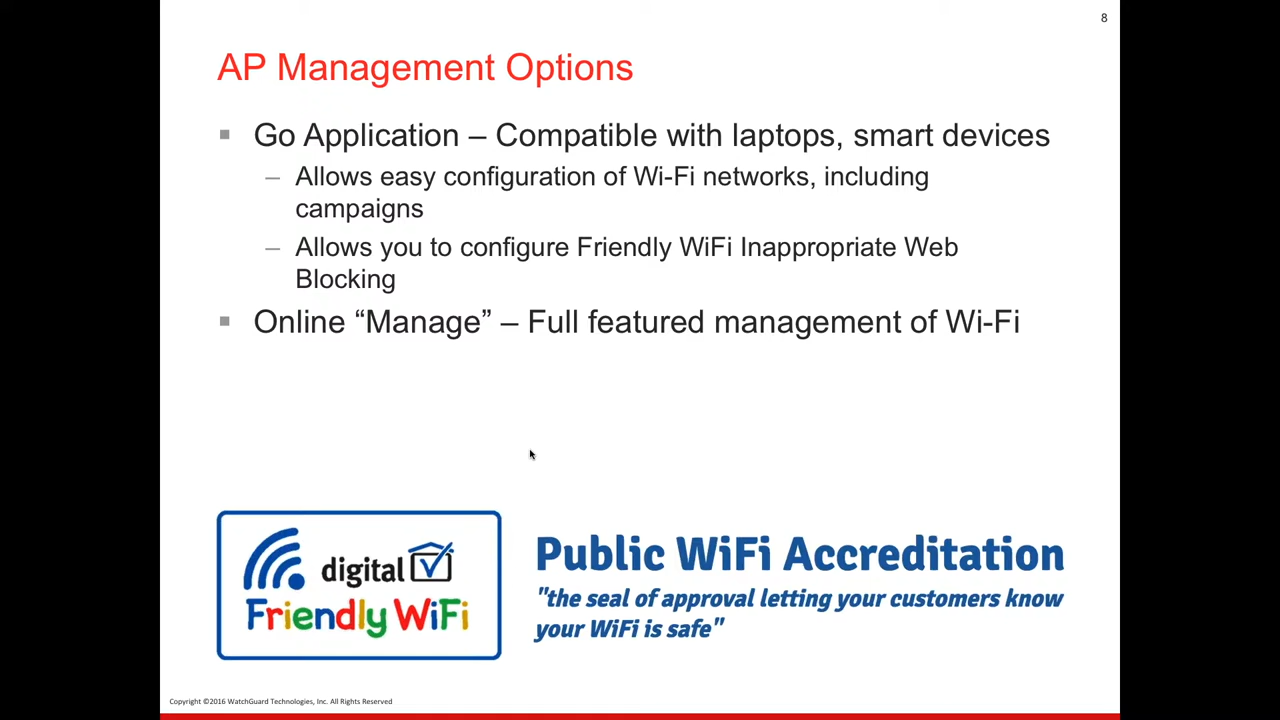 8
AP Management Options
Go Application – Compatible with laptops, smart devices
– Allows easy configuration of Wi-Fi networks, including
campaigns
– Allows you to configure Friendly WiFi Inappropriate Web
Blocking
Online “Manage” – Full featured management of Wi-Fi
digital
Friendly WiFi
Public WiFi Accreditation
"the seal of approval letting your customers know
your WiFi is safe"
Copyright ©2016 WatchGuard Technologies, Inc. All Rights Reserved